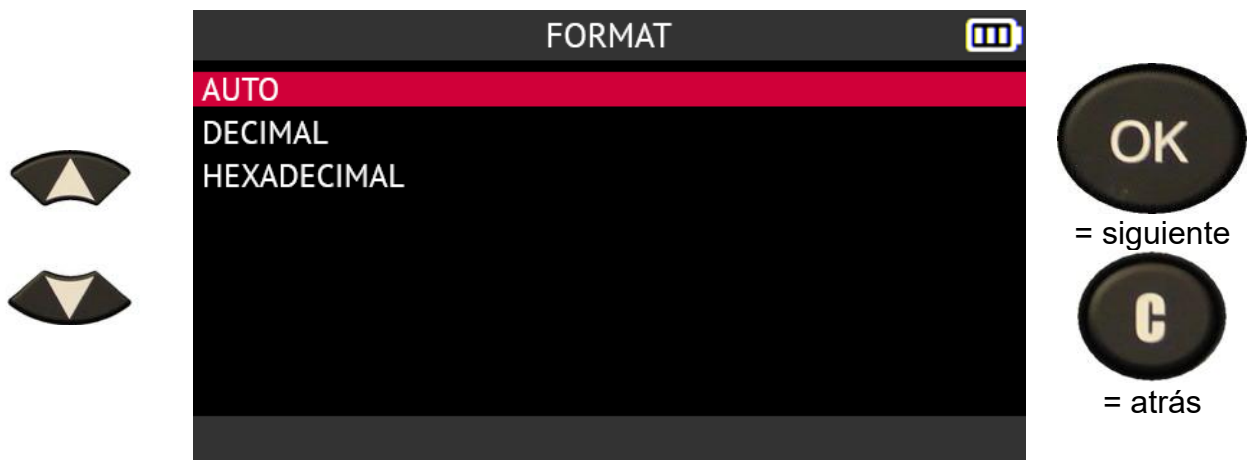 FORMAT
AUTO
DECIMAL
HEXADECIMAL
OK
= siguiente
C
= atrás